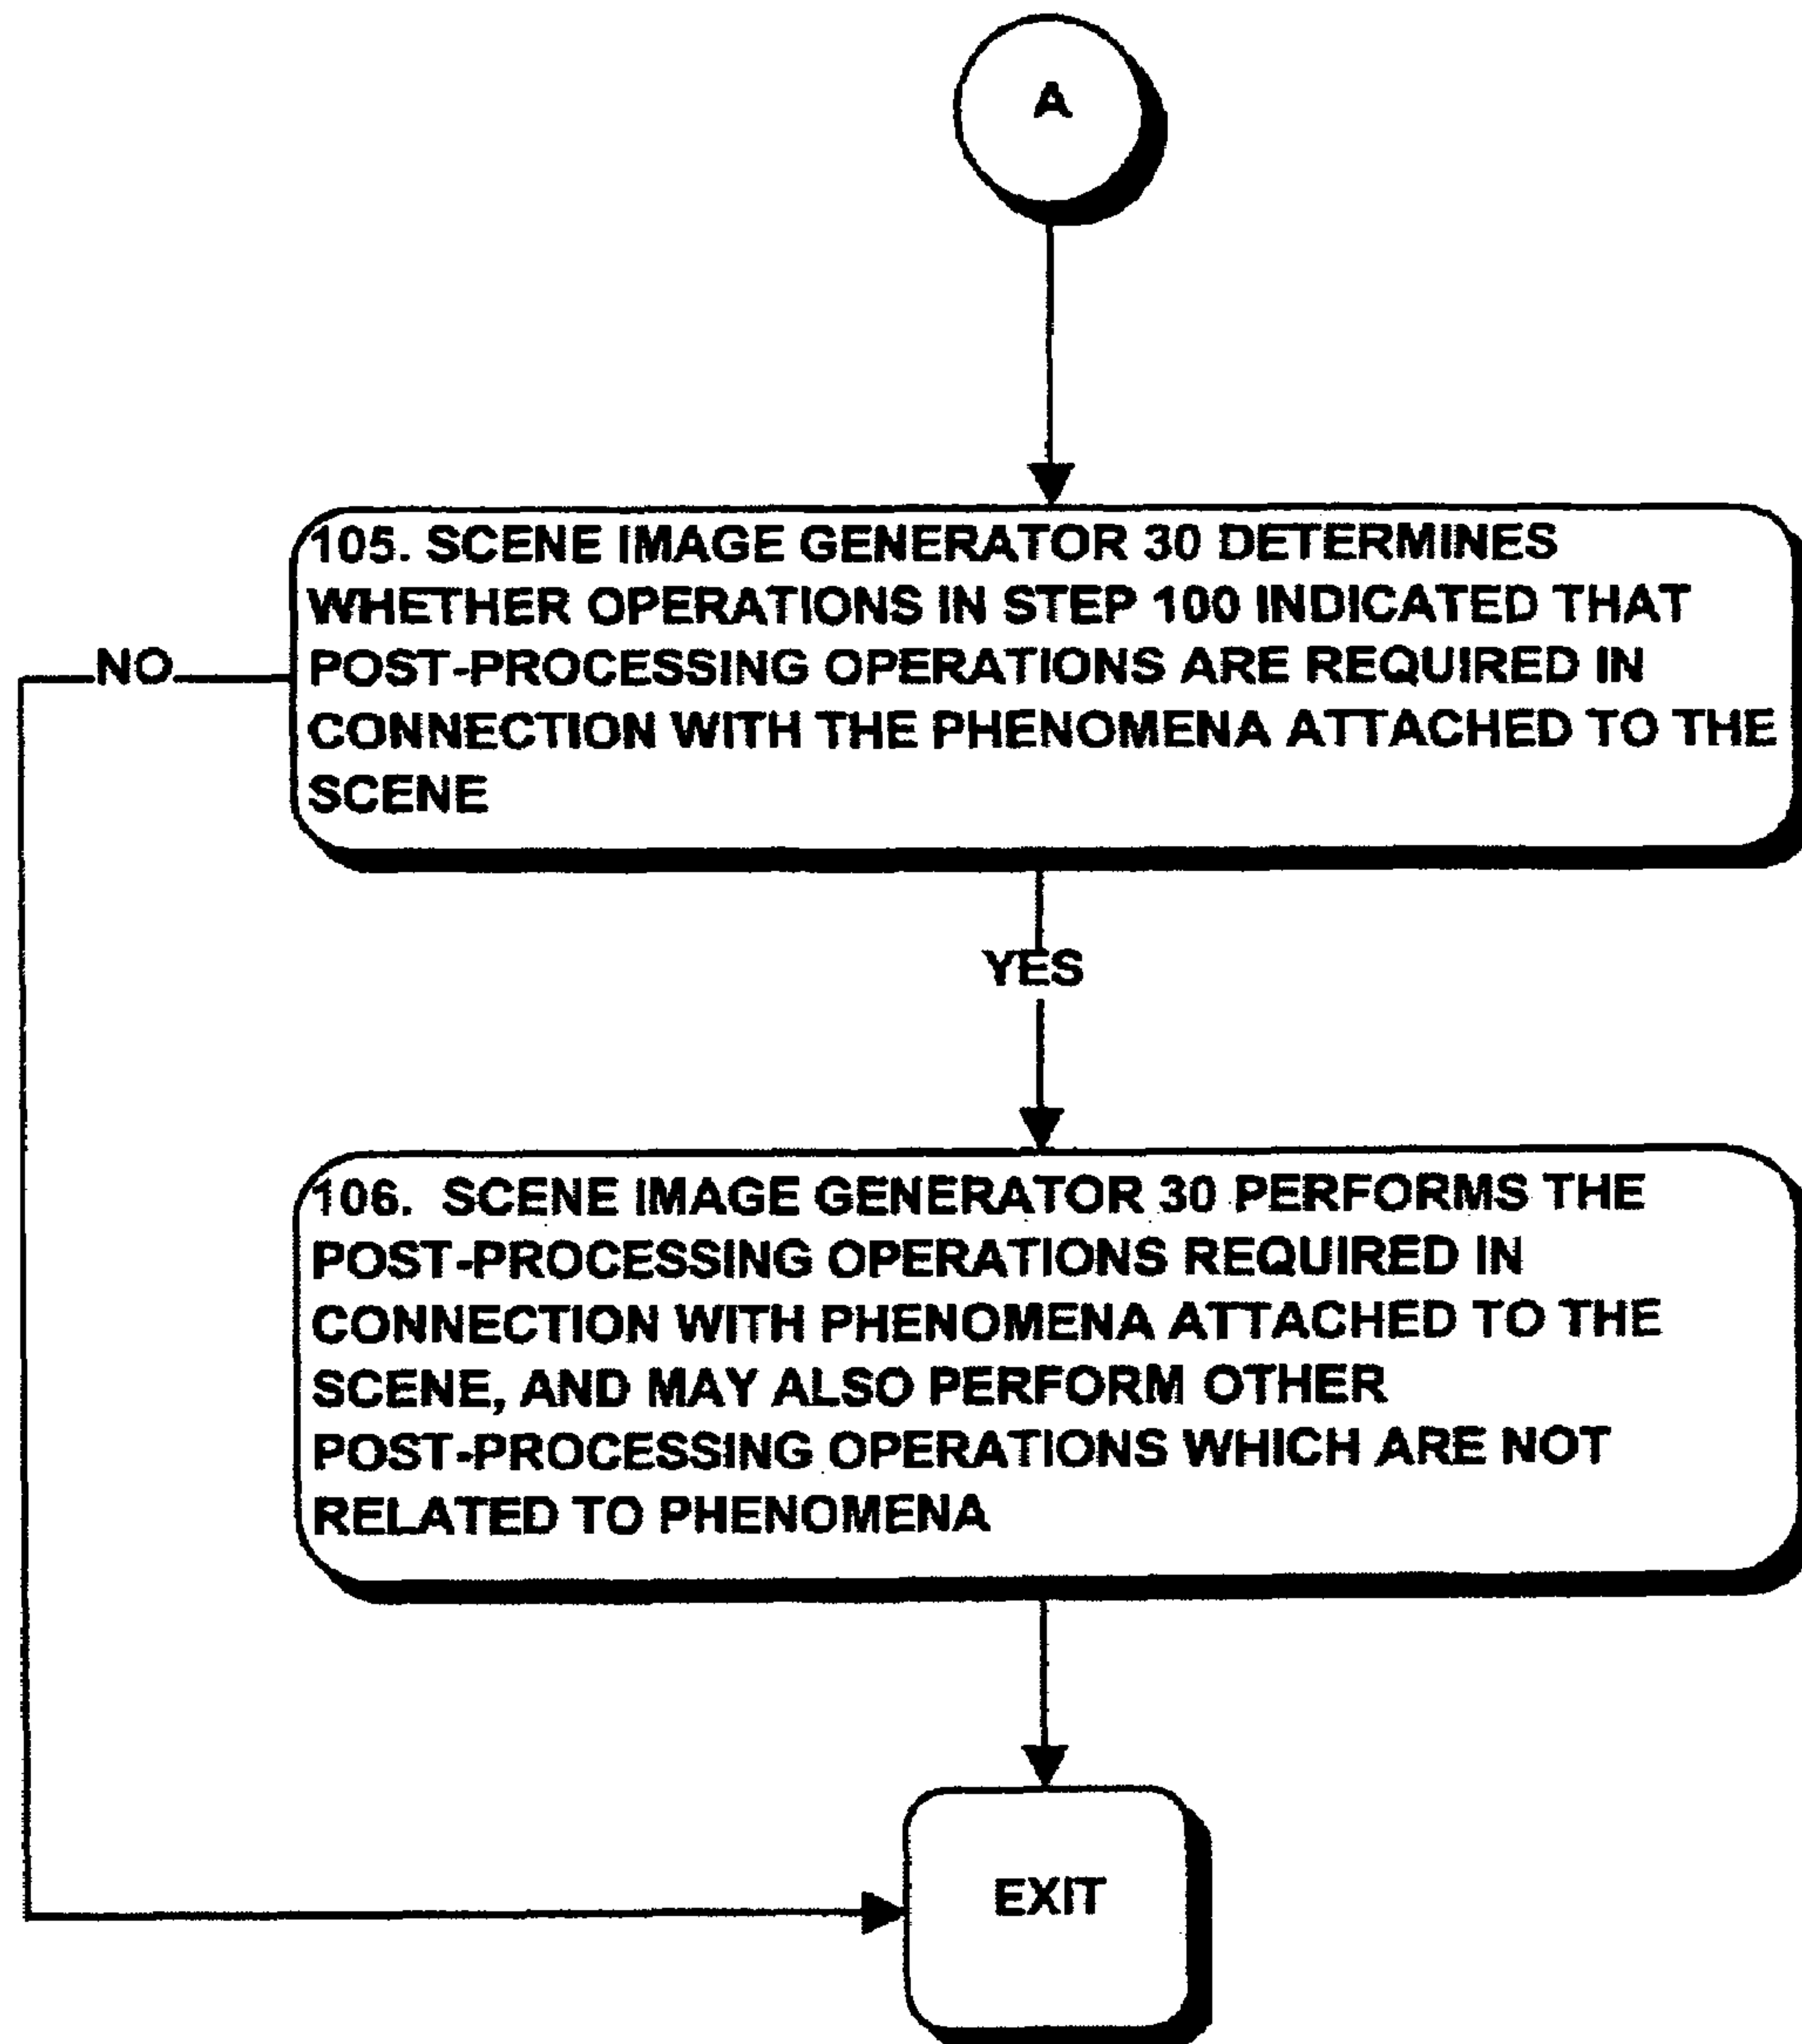 A
105. SCENE IMAGE GENERATOR 30 DETERMINES
WHETHER OPERATIONS IN STEP 100 INDICATED THAT
POST-PROCESSING OPERATIONS ARE REQUIRED IN
CONNECTION WITH THE PHENOMENA ATTACHED TO THE
SCENE
NO
YES
106. SCENE IMAGE GENERATOR 30 PERFORMS THE
POST-PROCESSING OPERATIONS REQUIRED IN
CONNECTION WITH PHENOMENA ATTACHED TO THE
SCENE, AND MAY ALSO PERFORM OTHER
POST-PROCESSING OPERATIONS WHICH ARE NOT
RELATED TO PHENOMENA
EXIT